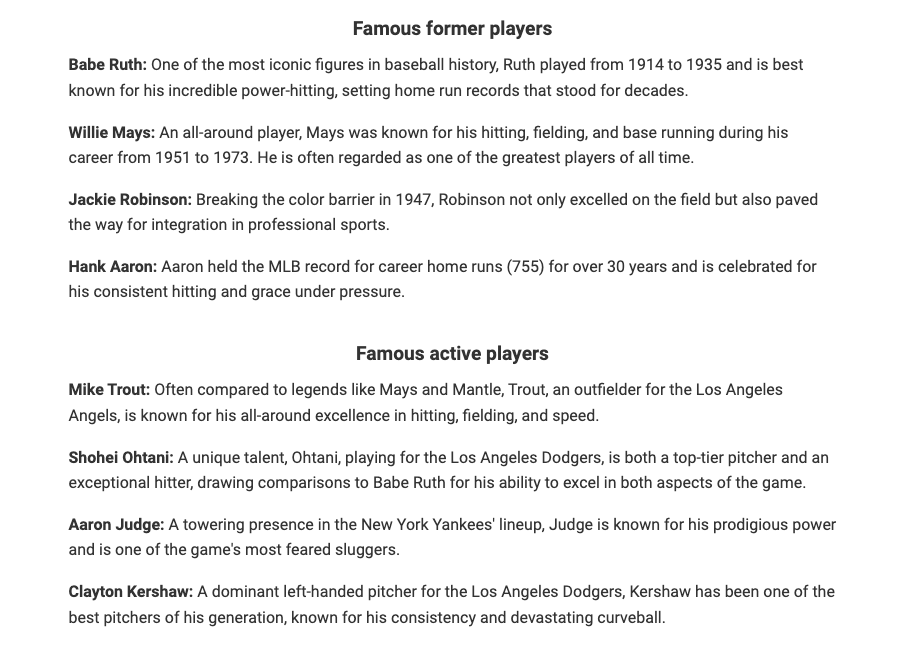 Famous former players
Babe Ruth: One of the most iconic figures in baseball history, Ruth played from 1914 to 1935 and is best
known for his incredible power-hitting, setting home run records that stood for decades.
Willie Mays: An all-around player, Mays was known for his hitting, fielding, and base running during his
career from 1951 to 1973. He is often regarded as one of the greatest players of all time.
Jackie Robinson: Breaking the color barrier in 1947, Robinson not only excelled on the field but also paved
the way for integration in professional sports.
Hank Aaron: Aaron held the MLB record for career home runs (755) for over 30 years and is celebrated for
his consistent hitting and grace under pressure.
Famous active players
Mike Trout: Often compared to legends like Mays and Mantle, Trout, an outfielder for the Los Angeles
Angels, is known for his all-around excellence in hitting, fielding, and speed.
Shohei Ohtani: A unique talent, Ohtani, playing for the Los Angeles Dodgers, is both a top-tier pitcher and an
exceptional hitter, drawing comparisons to Babe Ruth for his ability to excel in both aspects of the game.
Aaron Judge: A towering presence in the New York Yankees' lineup, Judge is known for his prodigious power
and is one of the game's most feared sluggers.
Clayton Kershaw: A dominant left-handed pitcher for the Los Angeles Dodgers, Kershaw has been one of the
best pitchers of his generation, known for his consistency and devastating curveball.